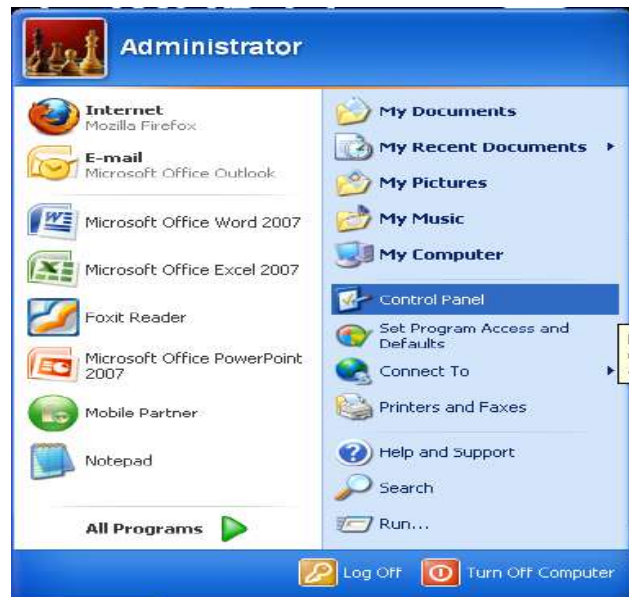 Administrator
Internet
Mozilla Firefox
E-mail
Microsoft Office Outlook
Microsoft Office Word 2007
Microsoft Office Excel 2007
Foxit Reader
Microsoft Office PowerPoint
2007
Mobile Partner
Notepad
All Programs
My Documents
My Recent Documents
My Pictures
My Music
My Computer
Control Panel
Set Program Access and
Defaults
Connect To
Printers and Faxes
Help and Support
Search
Run...
Log Off
Turn Off Computer